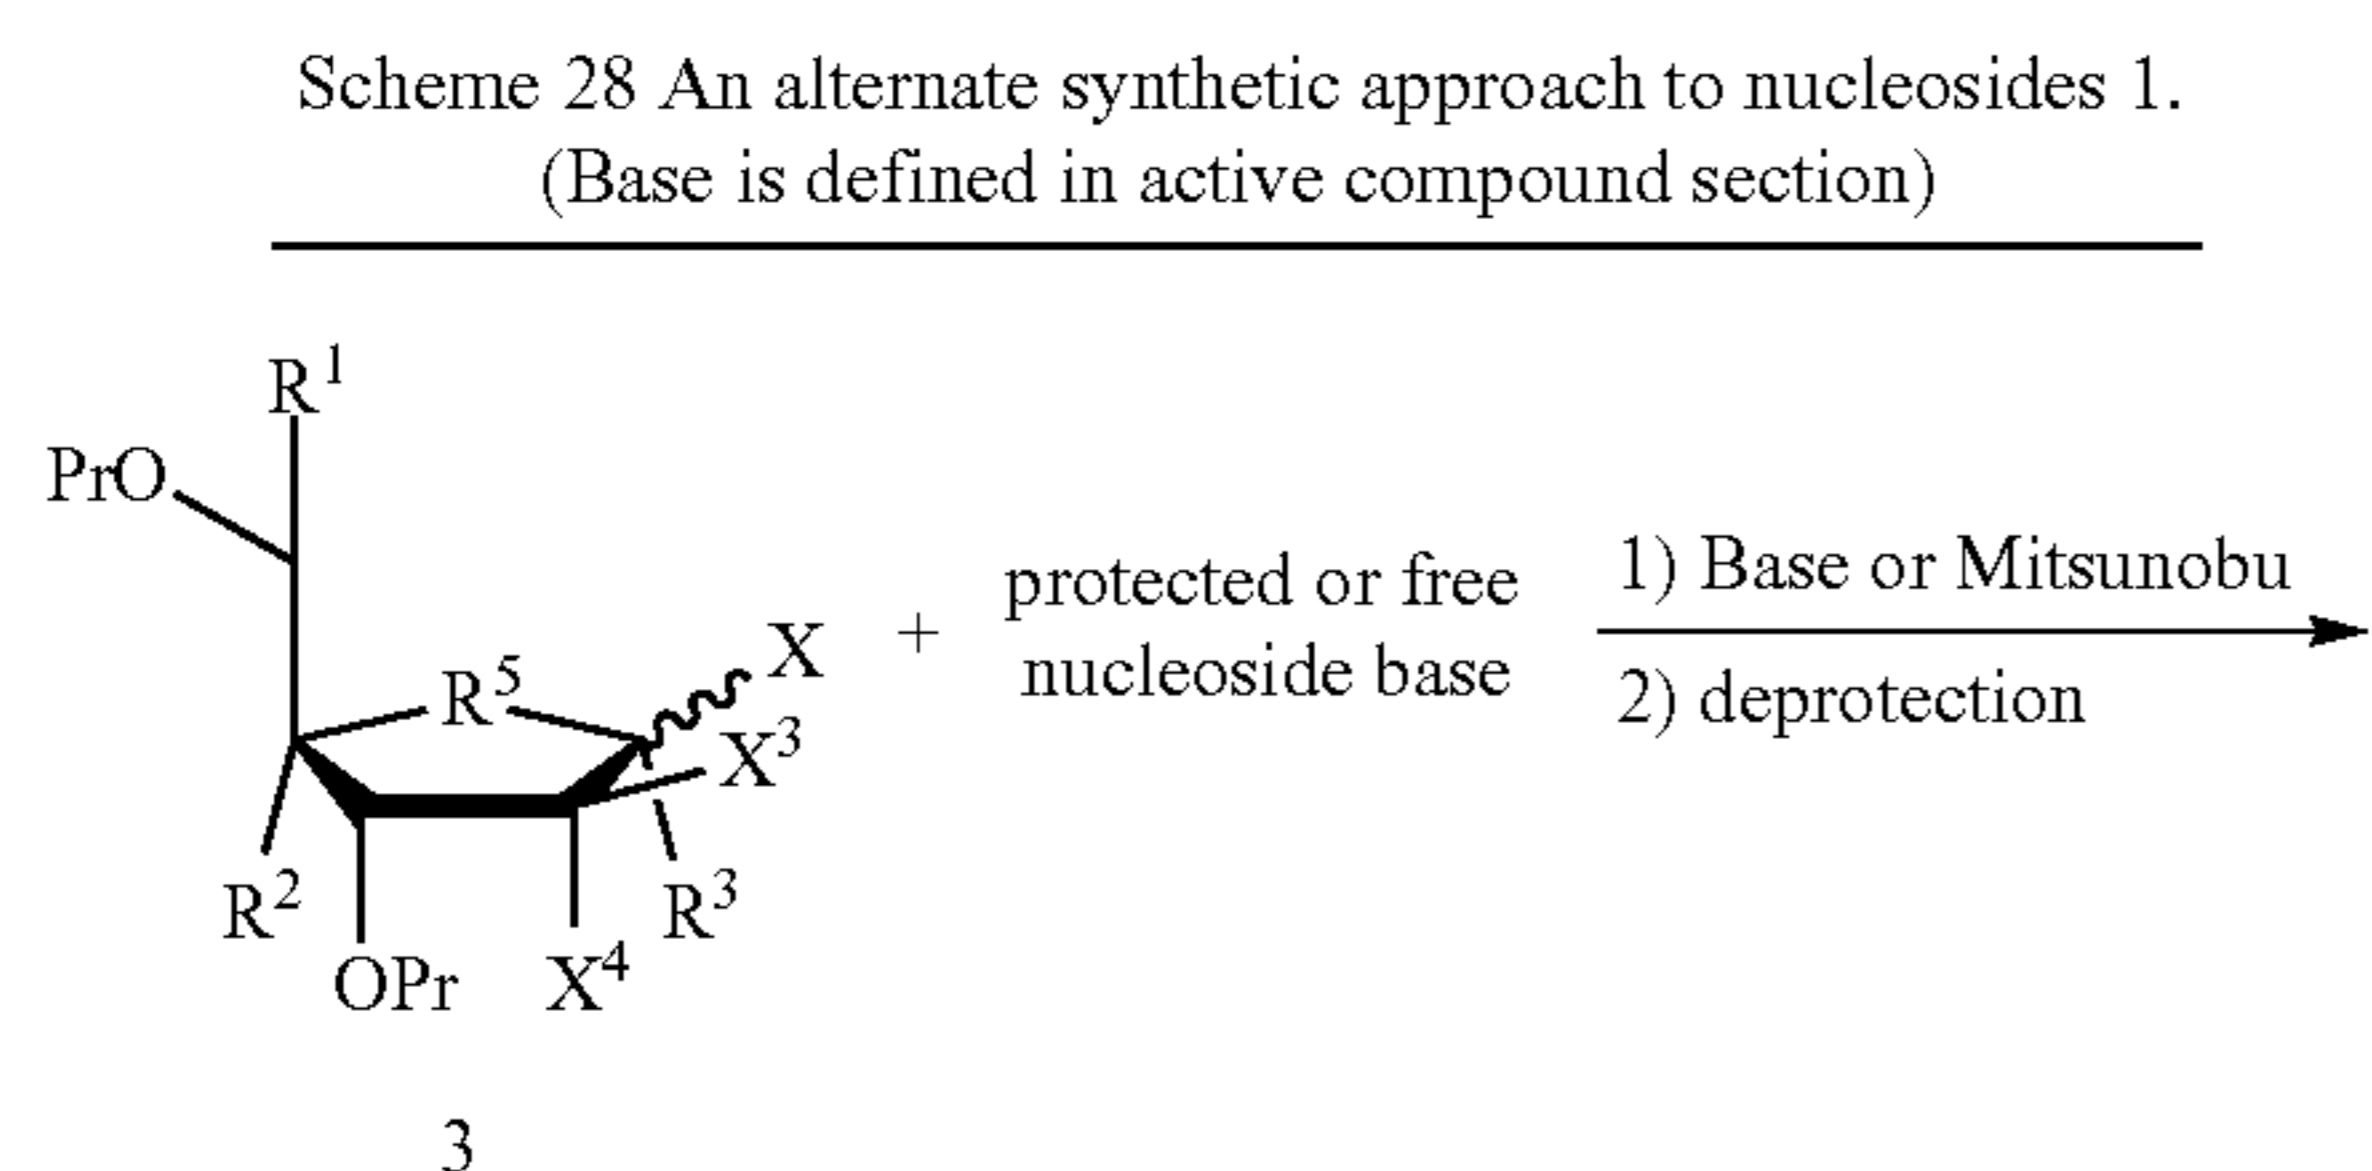 Scheme 28 An alternate synthetic approach to nucleosides 1.
(Base is defined in active compound section)
R¹
PrO
R⁵
X
X³
R²
OPr
X⁴
R³
+
protected or free
nucleoside base
1) Base or Mitsunobu
2) deprotection
3